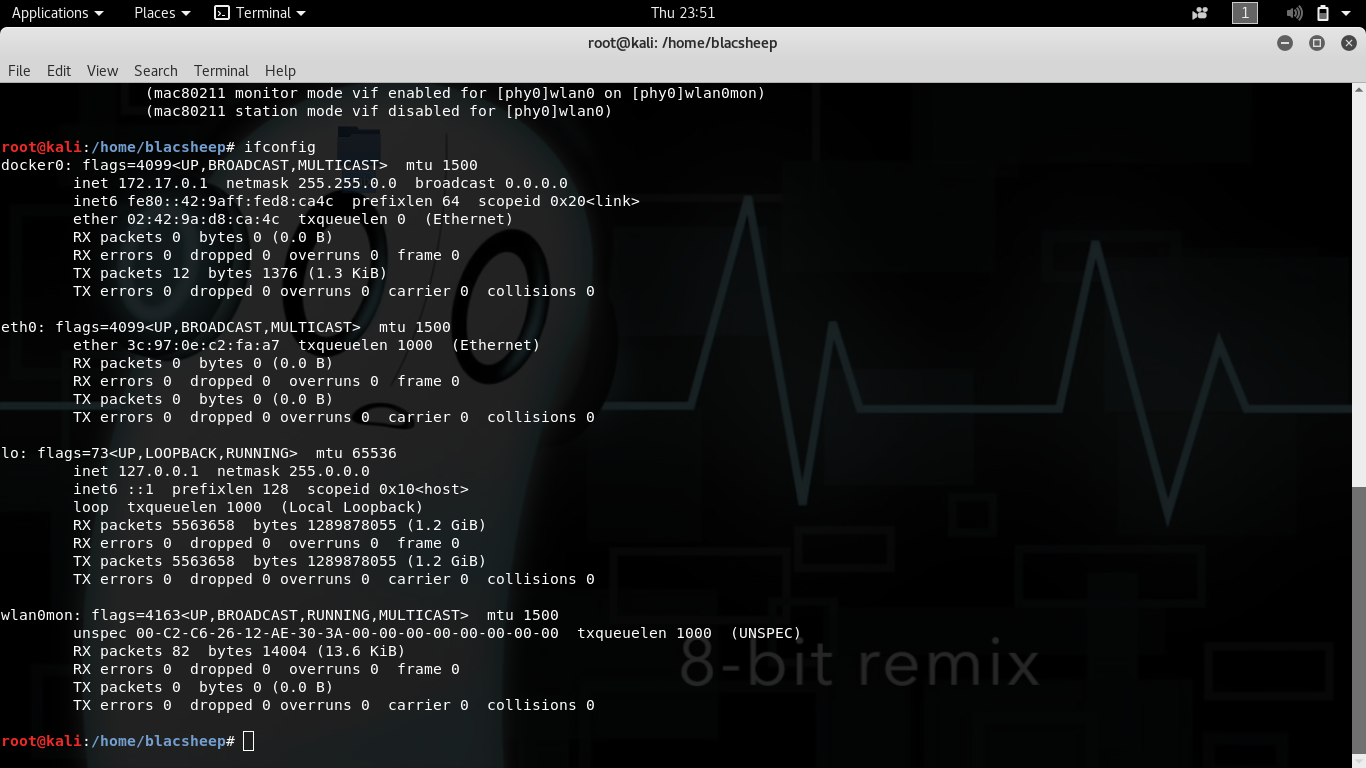 Applications Places Terminal Thu 23:51 1
root@kali: /home/blacsheep
File Edit View Search Terminal Help
(mac80211 monitor mode vif enabled for [phy0]wlan0 on [phy0]wlan0mon)
(mac80211 station mode vif disabled for [phy0]wlan0)
root@kali:/home/blacsheep# ifconfig
docker0: flags=4099<UP,BROADCAST,MULTICAST>  mtu 1500
inet 172.17.0.1  netmask 255.255.0.0  broadcast 0.0.0.0
inet6 fe80::42:9aff:fed8:ca4c  prefixlen 64  scopeid 0x20<link>
ether 02:42:9a:d8:ca:4c  txqueuelen 0  (Ethernet)
RX packets 0  bytes 0 (0.0 B)
RX errors 0  dropped 0  overruns 0  frame 0
TX packets 12  bytes 1376 (1.3 KiB)
TX errors 0  dropped 0 overruns 0  carrier 0  collisions 0
eth0: flags=4099<UP,BROADCAST,MULTICAST>  mtu 1500
ether 3c:97:0e:c2:fa:a7  txqueuelen 1000  (Ethernet)
RX packets 0  bytes 0 (0.0 B)
RX errors 0  dropped 0  overruns 0  frame 0
TX packets 0  bytes 0 (0.0 B)
TX errors 0  dropped 0 overruns 0  carrier 0  collisions 0
lo: flags=73<UP,LOOPBACK,RUNNING>  mtu 65536
inet 127.0.0.1  netmask 255.0.0.0
inet6 ::1  prefixlen 128  scopeid 0x10<host>
loop  txqueuelen 1000  (Local Loopback)
RX packets 5563658  bytes 1289878055 (1.2 GiB)
RX errors 0  dropped 0  overruns 0  frame 0
TX packets 5563658  bytes 1289878055 (1.2 GiB)
TX errors 0  dropped 0 overruns 0  carrier 0  collisions 0
wlan0mon: flags=4163<UP,BROADCAST,RUNNING,MULTICAST>  mtu 1500
unspec 00-C2-C6-26-12-AE-30-3A-00-00-00-00-00-00-00-00  txqueuelen 1000  (UNSPEC)
RX packets 82  bytes 14004 (13.6 KiB)
RX errors 0  dropped 0  overruns 0  frame 0
TX packets 0  bytes 0 (0.0 B)
TX errors 0  dropped 0 overruns 0  carrier 0  collisions 0
8-bit remix
root@kali:/home/blacsheep#